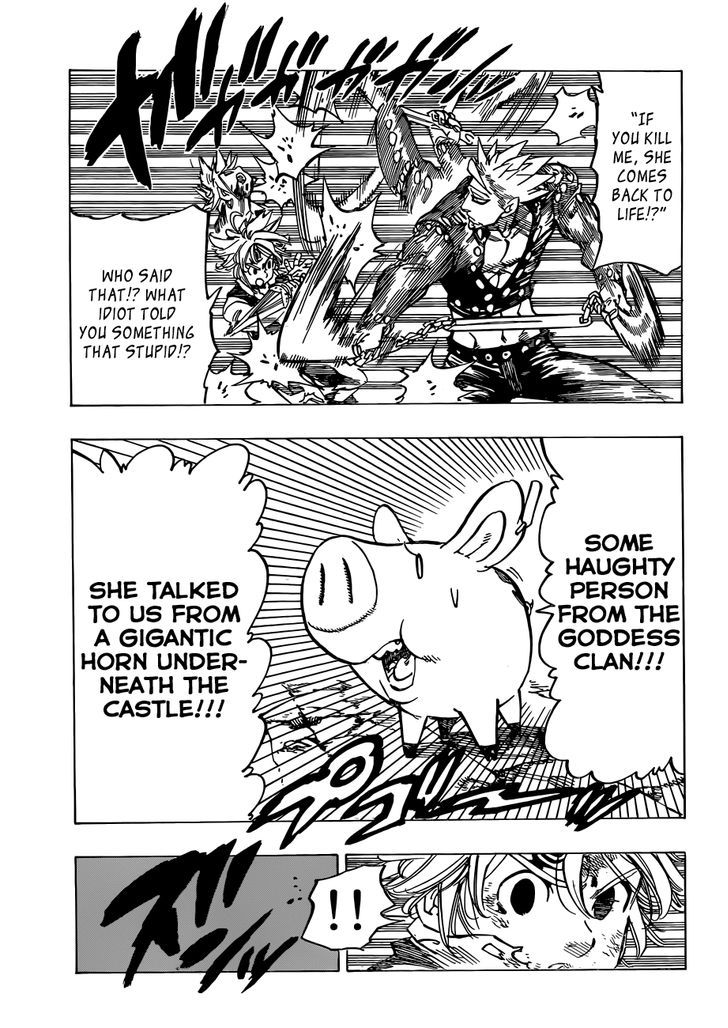 "IF
YOU KILL
ME, SHE
COMES
BACK TO
LIFE!?"
WHO SAID
THAT!? WHAT
IDIOT TOLD
YOU SOMETHING
THAT STUPID!?
SOME
HAUGHTY
PERSON
FROM THE
GODDESS
CLAN!!!
SHE TALKED
TO US FROM
A GIGANTIC
HORN UNDER-
NEATH THE
CASTLE!!!
!!